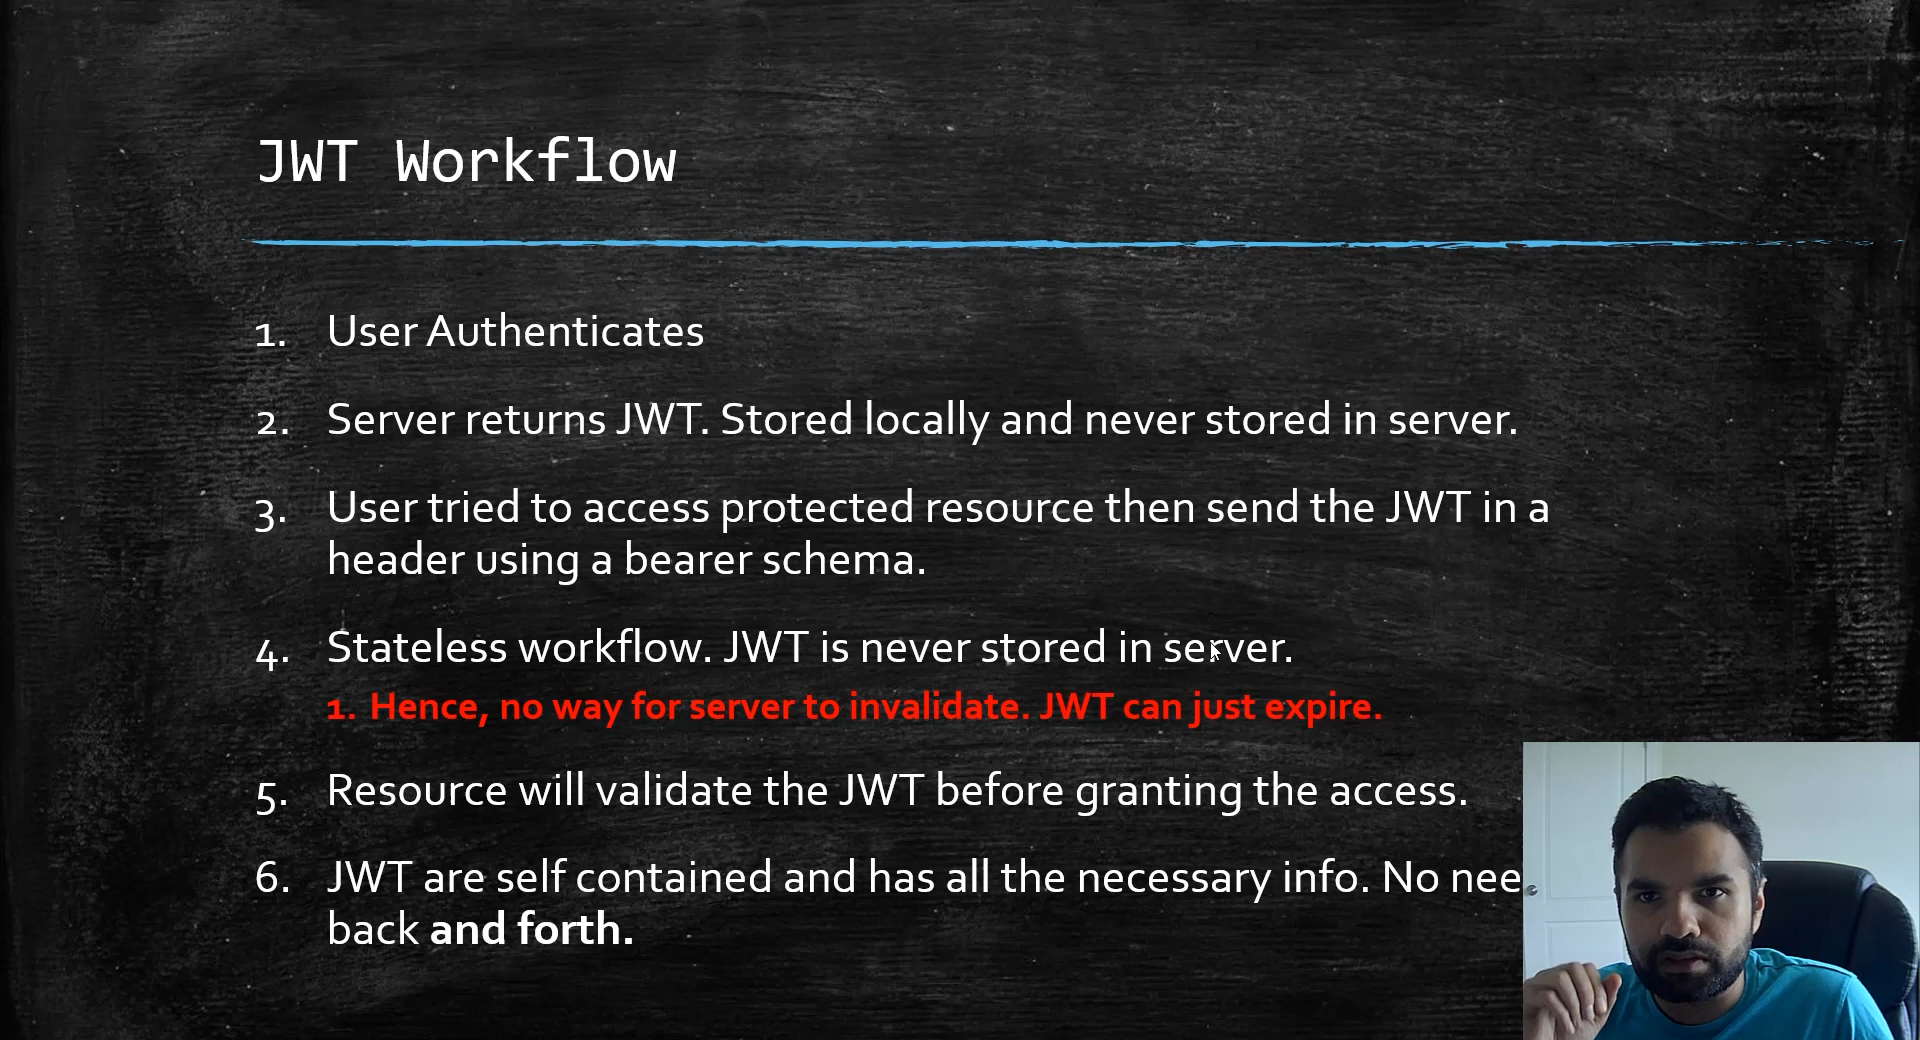 JWT Workflow
1. User Authenticates
2. Server returns JWT. Stored locally and never stored in server.
3. User tried to access protected resource then send the JWT in a
header using a bearer schema.
4. Stateless workflow. JWT is never stored in server.
1. Hence, no way for server to invalidate. JWT can just expire.
5. Resource will validate the JWT before granting the access.
6. JWT are self contained and has all the necessary info. No
back and forth.